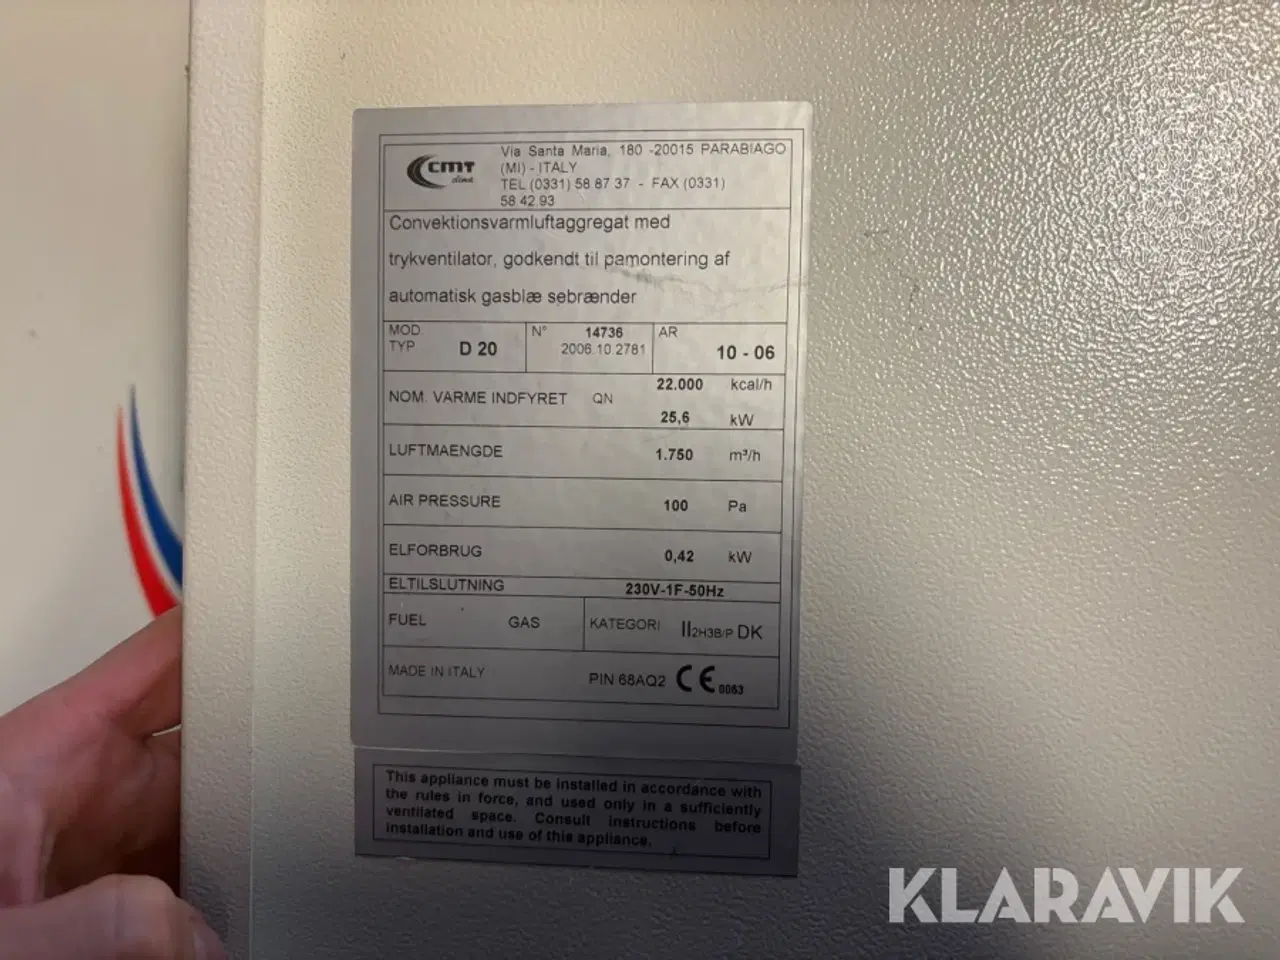 CMT
clima
Via Santa Maria, 180 -20015 PARABIAGO
(MI) - ITALY
TEL (0331) 58 87 37 - FAX (0331)
58 42 93
Convektionsvarmluftaggregat med
trykventilator, godkendt til pamontering af
automatisk gasblæ sebrænder
MOD. TYP D 20
N° 14736
2006.10.2781
AR 10 - 06
NOM. VARME INDFYRET QN
22.000 kcal/h
25,6 kW
LUFTMAENGDE 1.750 m³/h
AIR PRESSURE 100 Pa
ELFORBRUG 0,42 kW
ELTILSLUTNING 230V-1F-50Hz
FUEL GAS KATEGORI II2H3B/P DK
MADE IN ITALY PIN 68AQ2 CE 0063
This appliance must be installed in accordance with
the rules in force, and used only in a sufficiently
ventilated space. Consult instructions before
installation and use of this appliance.
KLARAVIK